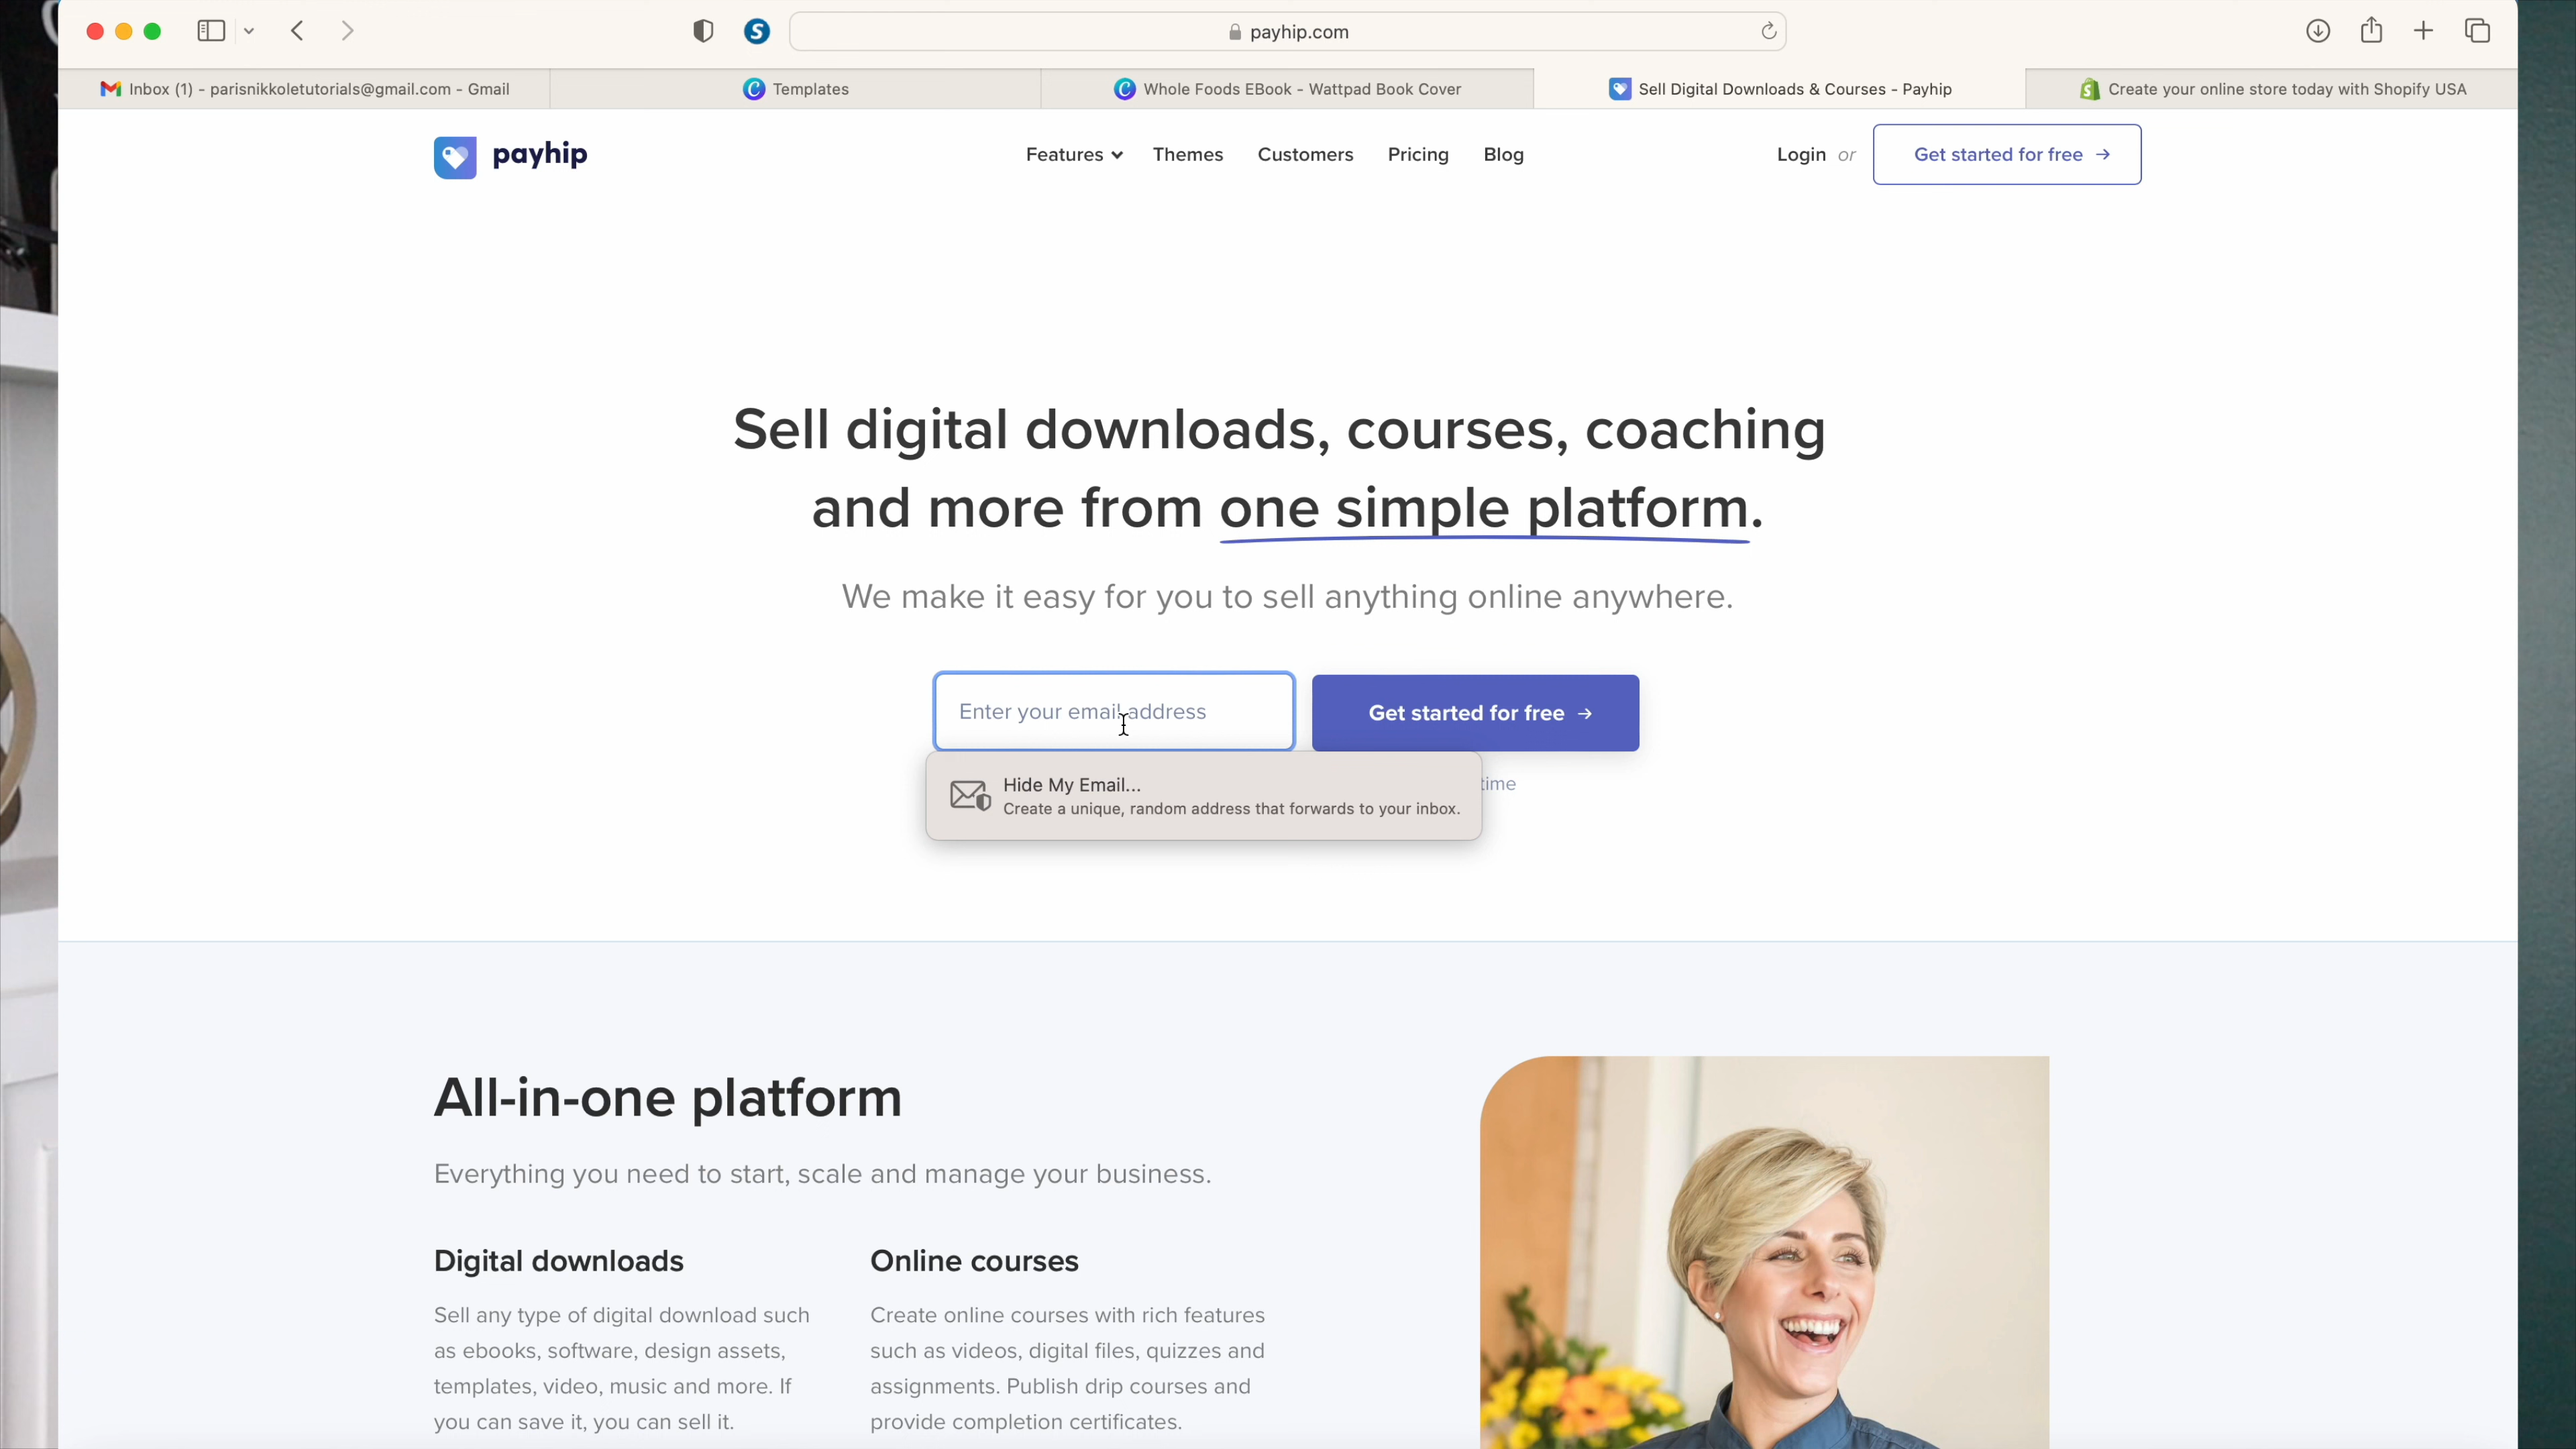 payhip.com
Inbox (1) - parisnikkoletutorials@gmail.com - Gmail
Templates
Whole Foods EBook - Wattpad Book Cover
Sell Digital Downloads & Courses - Payhip
Create your online store today with Shopify USA
payhip
Features
Themes
Customers
Pricing
Blog
Login or
Get started for free →
Sell digital downloads, courses, coaching
and more from one simple platform.
We make it easy for you to sell anything online anywhere.
Enter your email address
Get started for free →
Hide My Email...
Create a unique, random address that forwards to your inbox.
time
All-in-one platform
Everything you need to start, scale and manage your business.
Digital downloads
Sell any type of digital download such
as ebooks, software, design assets,
templates, video, music and more. If
you can save it, you can sell it.
Online courses
Create online courses with rich features
such as videos, digital files, quizzes and
assignments. Publish drip courses and
provide completion certificates.